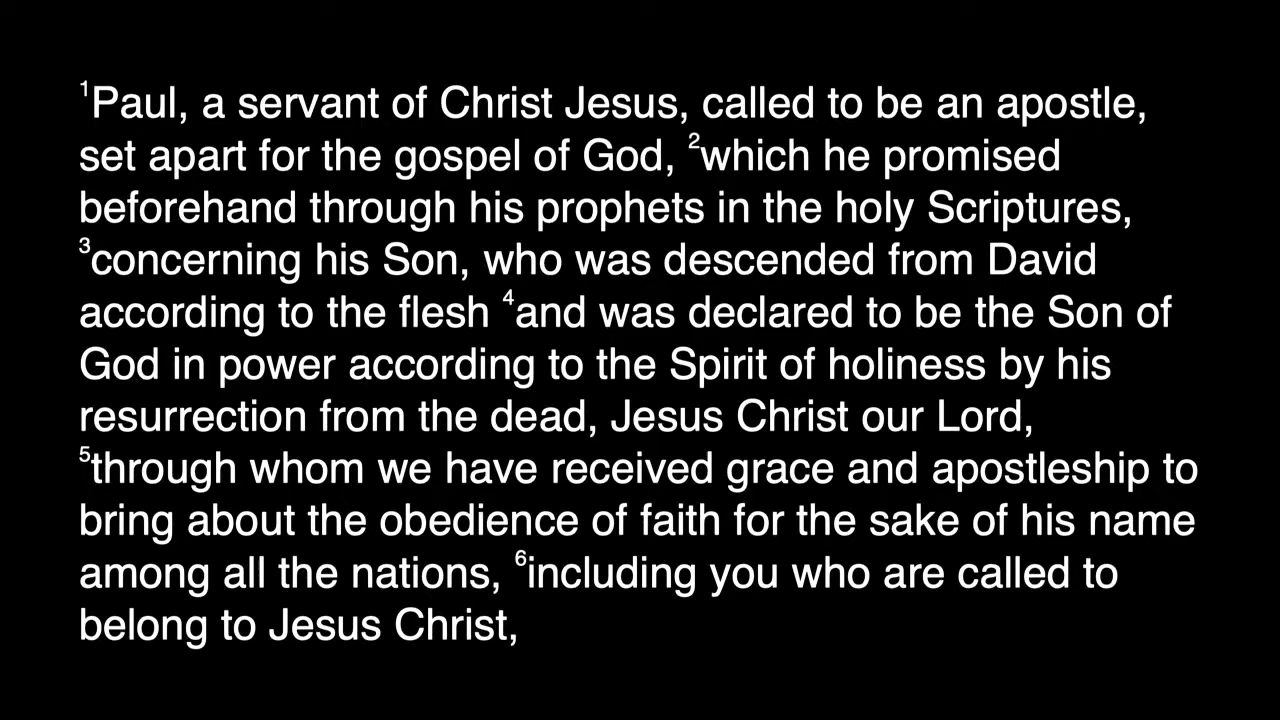 1Paul, a servant of Christ Jesus, called to be an apostle,
set apart for the gospel of God, 2which he promised
beforehand through his prophets in the holy Scriptures,
3concerning his Son, who was descended from David
according to the flesh 4and was declared to be the Son of
God in power according to the Spirit of holiness by his
resurrection from the dead, Jesus Christ our Lord,
5through whom we have received grace and apostleship to
bring about the obedience of faith for the sake of his name
among all the nations, 6including you who are called to
belong to Jesus Christ,